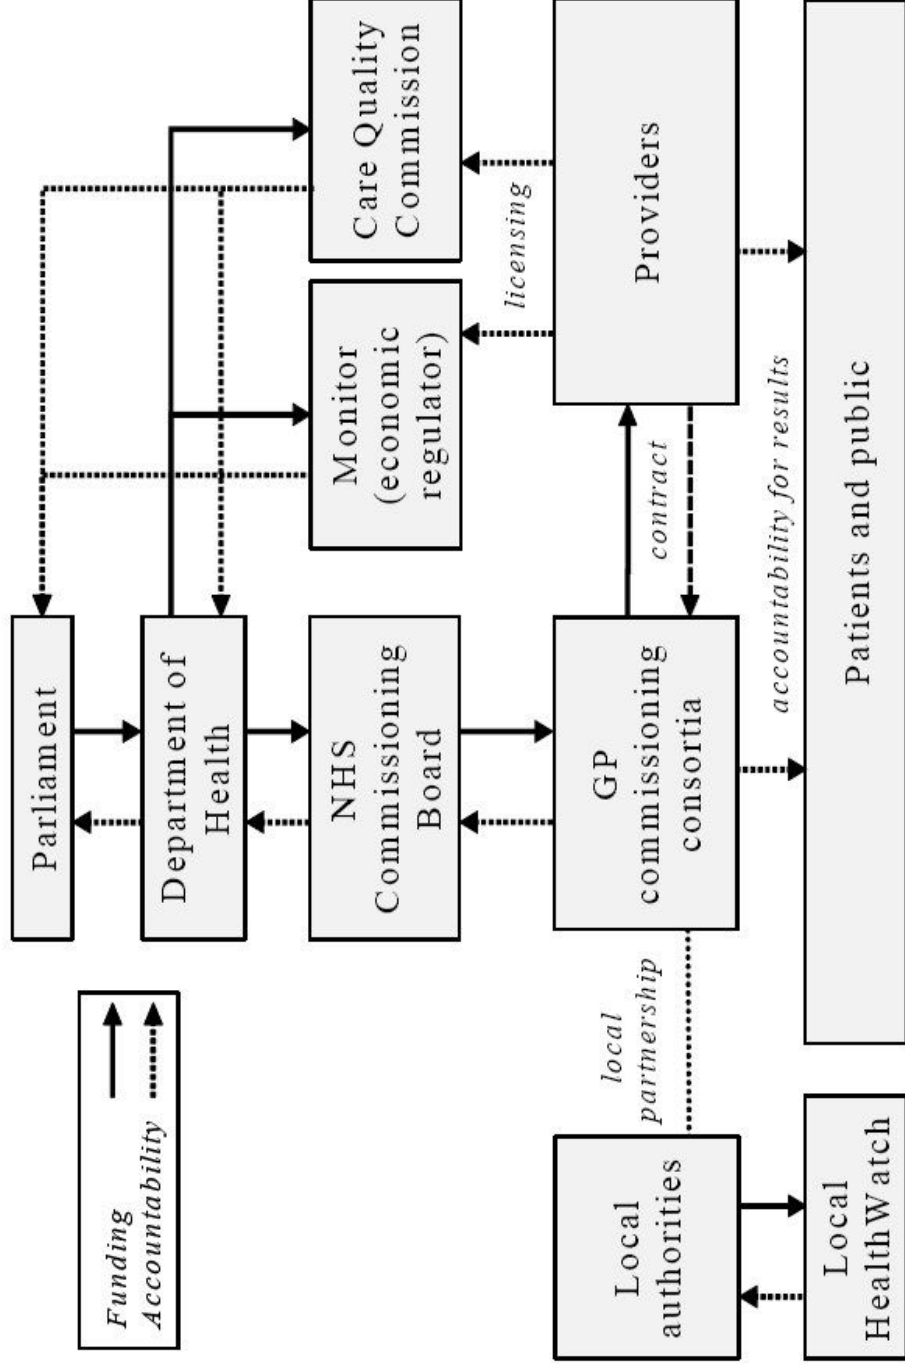 Funding
Accountability
Parliament
Department of
Health
NHS
Commissioning
Board
Monitor
(economic
regulator)
Care Quality
Commission
licensing
Local
authorities
local
partnership
GP
commissioning
consortia
contract
Providers
accountability for results
Local
HealthWatch
Patients and public